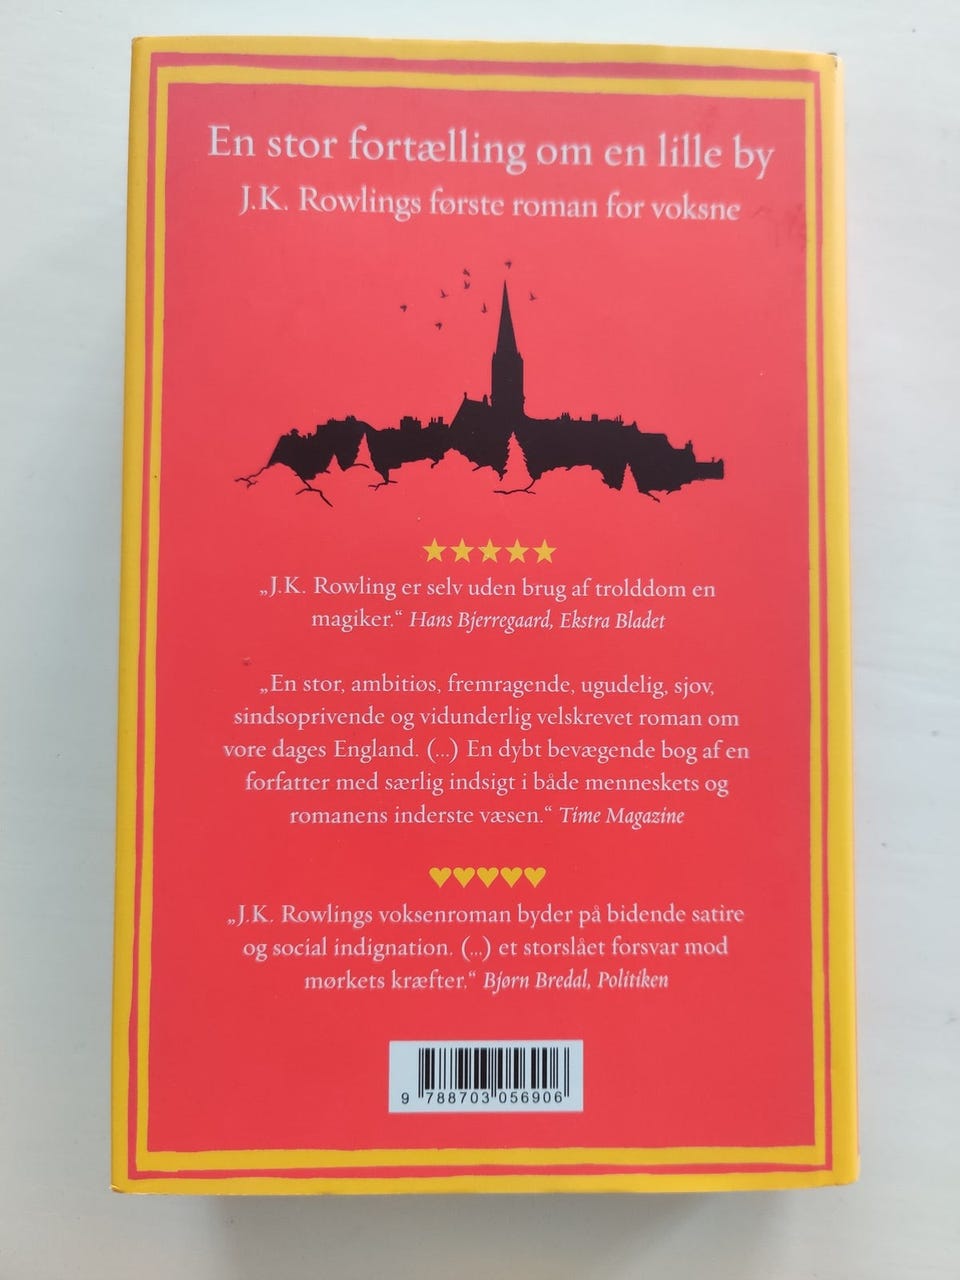 En stor fortælling om en lille by
J.K. Rowlings første roman for voksne
„J.K. Rowling er selv uden brug af trolddom en
magiker.“ Hans Bjerregaard, Ekstra Bladet
„En stor, ambitiøs, fremragende, ugudelig, sjov,
sindsoprivende og vidunderlig velskrevet roman om
vore dages England. (...) En dybt bevægende bog af en
forfatter med særlig indsigt i både menneskets og
romanens inderste væsen.“ Time Magazine
„J.K. Rowlings voksenroman byder på bidende satire
og social indignation. (...) et storslået forsvar mod
mørkets kræfter.“ Bjørn Bredal, Politiken
9 788703 056906